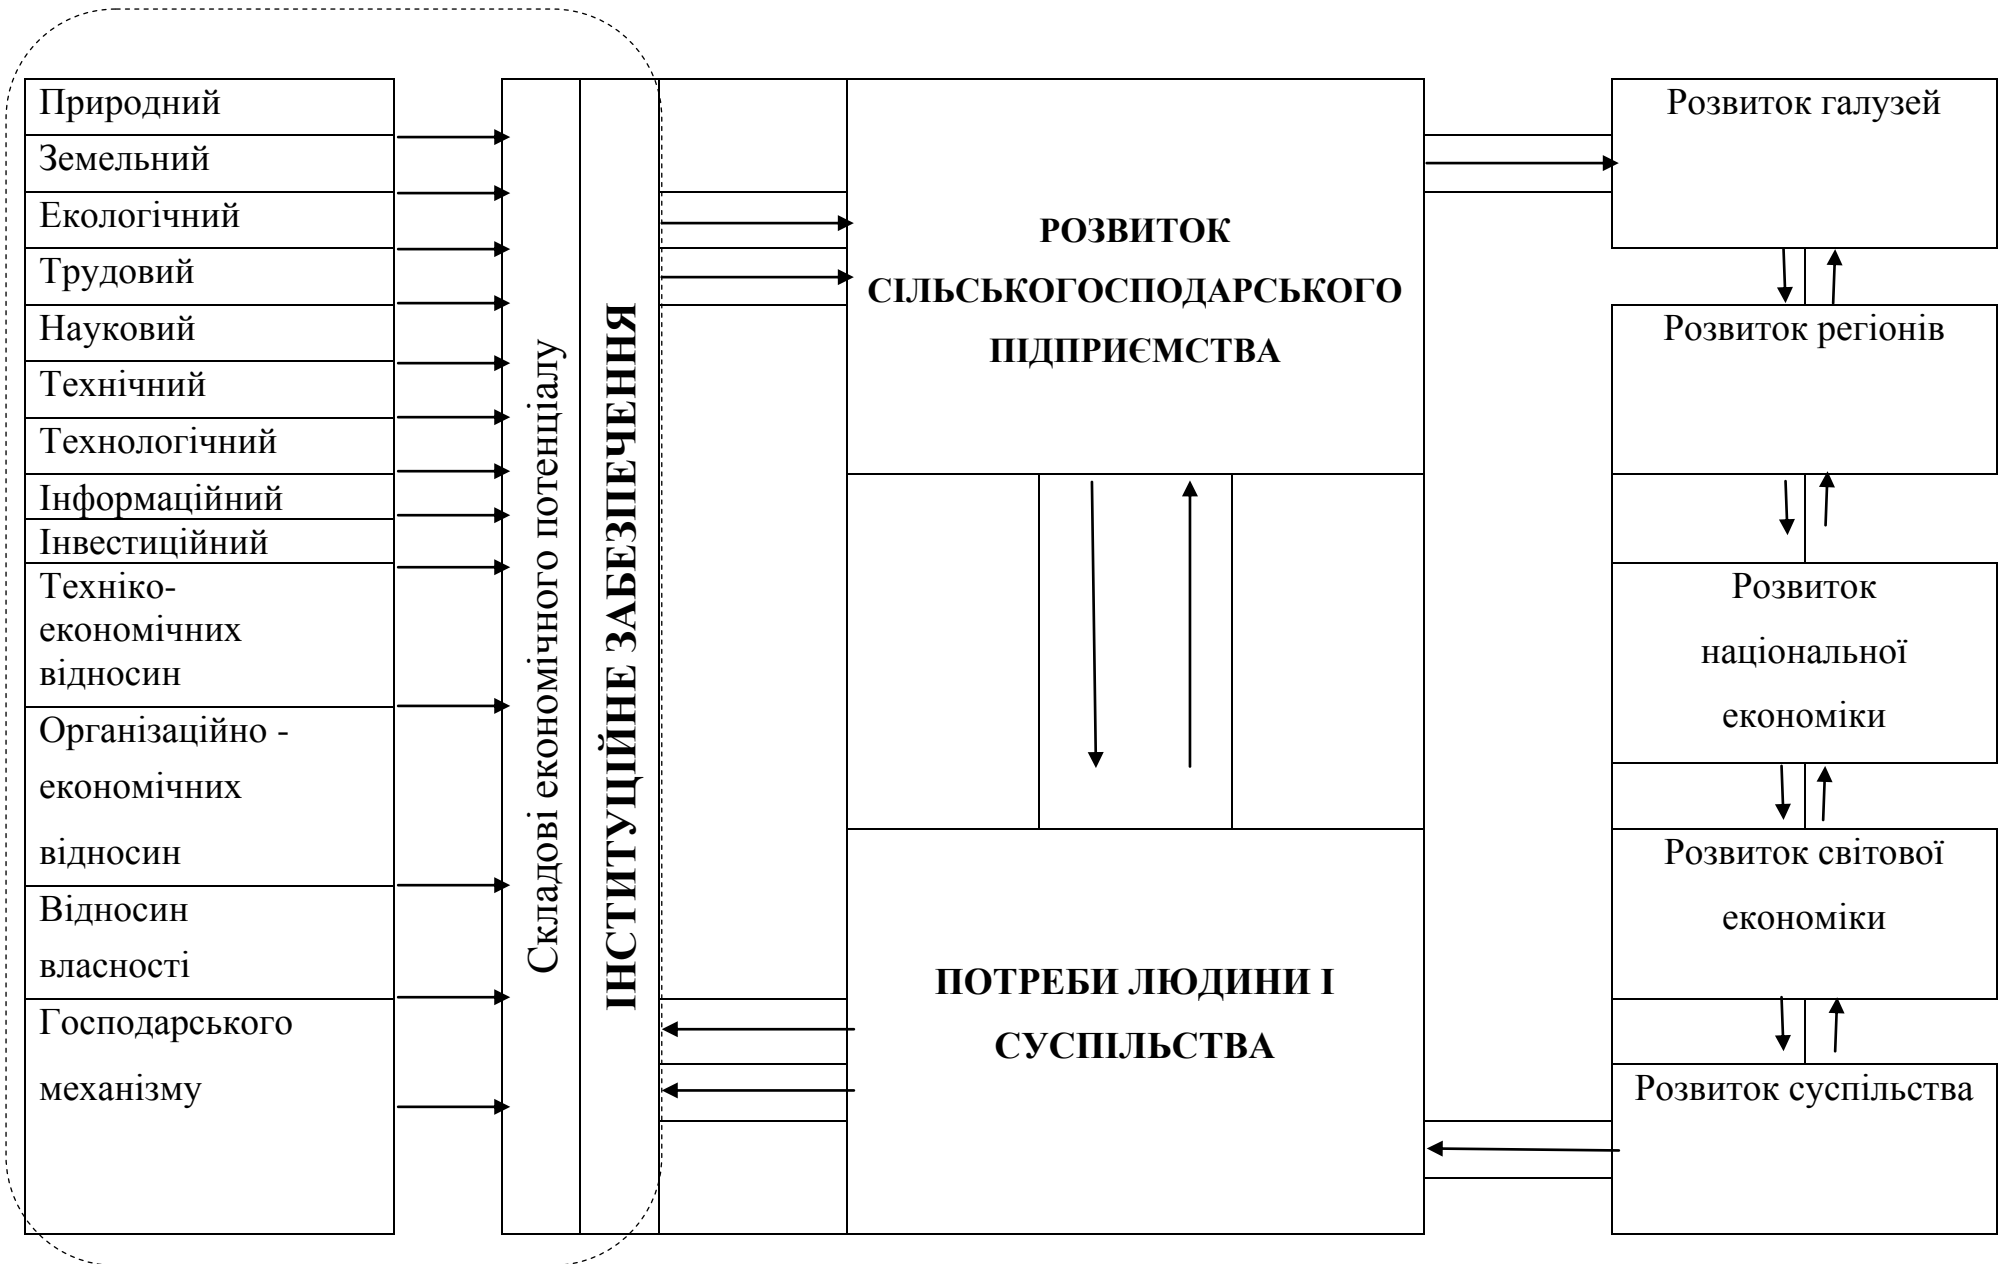 Природний
Земельний
Екологічний
Трудовий
Науковий
Технічний
Технологічний
Інформаційний
Інвестиційний
Техніко-
економічних
відносин
Організаційно -
економічних
відносин
Відносин
власності
Господарського
механізму
Складові економічного потенціалу
ІНСТИТУЦІЙНЕ ЗАБЕЗПЕЧЕННЯ
РОЗВИТОК
СІЛЬСЬКОГОСПОДАРСЬКОГО
ПІДПРИЄМСТВА
ПОТРЕБИ ЛЮДИНИ І
СУСПІЛЬСТВА
Розвиток галузей
Розвиток регіонів
Розвиток
національної
економіки
Розвиток світової
економіки
Розвиток суспільства